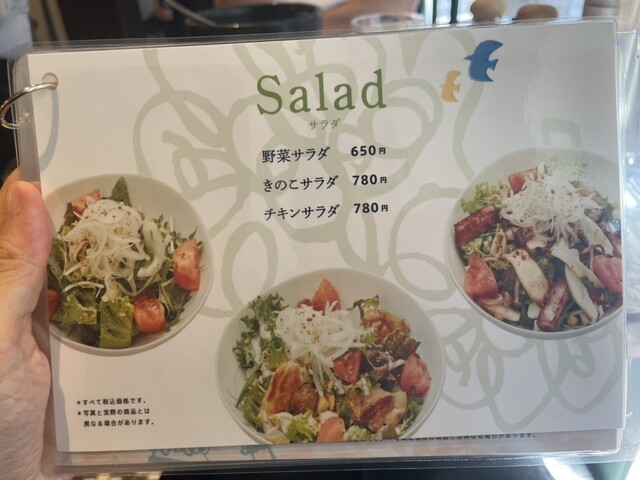 Salad
サラダ
野菜サラダ 650円
きのこサラダ 780円
チキンサラダ 780円
*すべて税込価格です。
*写真と実際の商品とは
異なる場合があります。